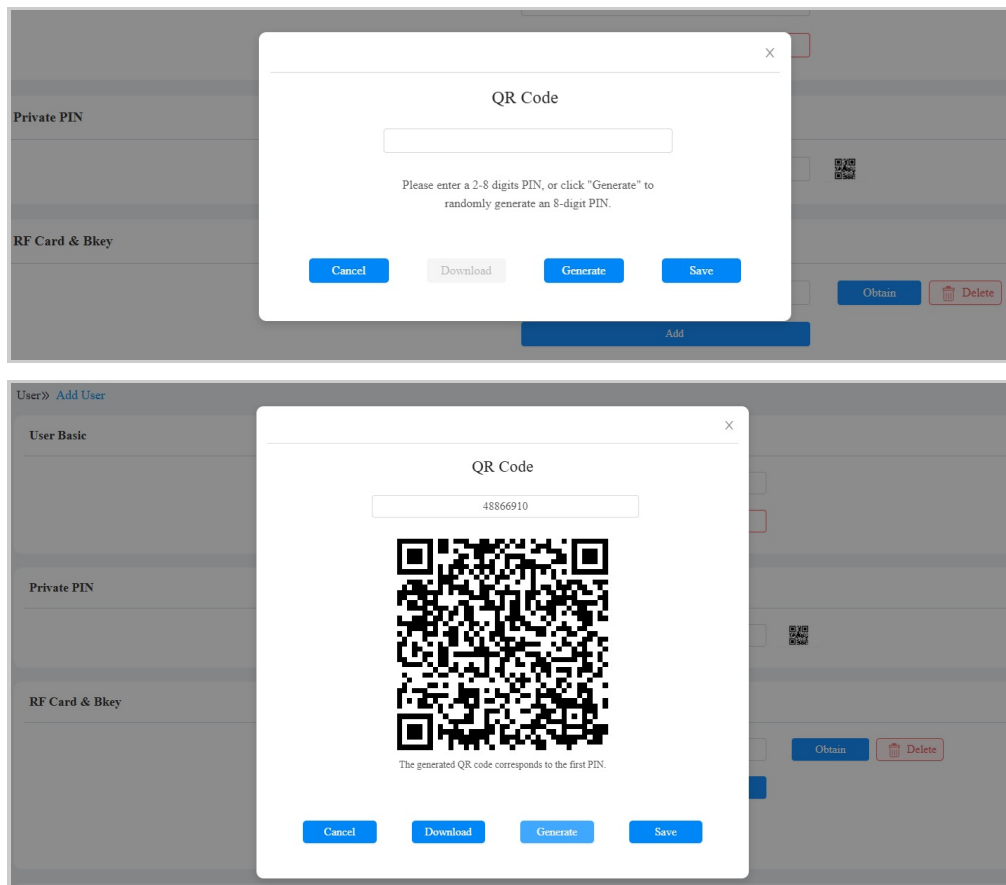 QR Code
Private PIN
Please enter a 2-8 digits PIN, or click "Generate" to
randomly generate an 8-digit PIN.
RF Card & Bkey
Cancel
Download
Generate
Save
Obtain
Delete
Add
User» Add User
User Basic
QR Code
48866910
Private PIN
RF Card & Bkey
Obtain
Delete
The generated QR code corresponds to the first PIN.
Cancel
Download
Generate
Save